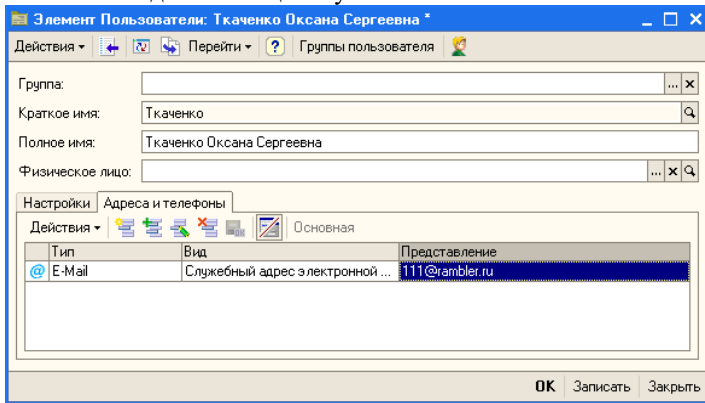 Элемент Пользователи: Ткаченко Оксана Сергеевна *
Действия Перейти ? Группы пользователя
Группа: ... x
Краткое имя: Ткаченко
Полное имя: Ткаченко Оксана Сергеевна
Физическое лицо: ... x
Настройки Адреса и телефоны
Действия Основная
Тип Вид Представление
@ E-Mail Служебный адрес электронной ... 111@rambler.ru
OK Записать Закрыть